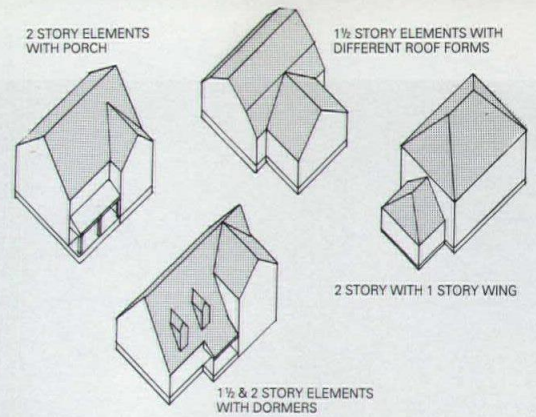 2 STORY ELEMENTS
WITH PORCH
1½ STORY ELEMENTS WITH
DIFFERENT ROOF FORMS
2 STORY WITH 1 STORY WING
1½ & 2 STORY ELEMENTS
WITH DORMERS